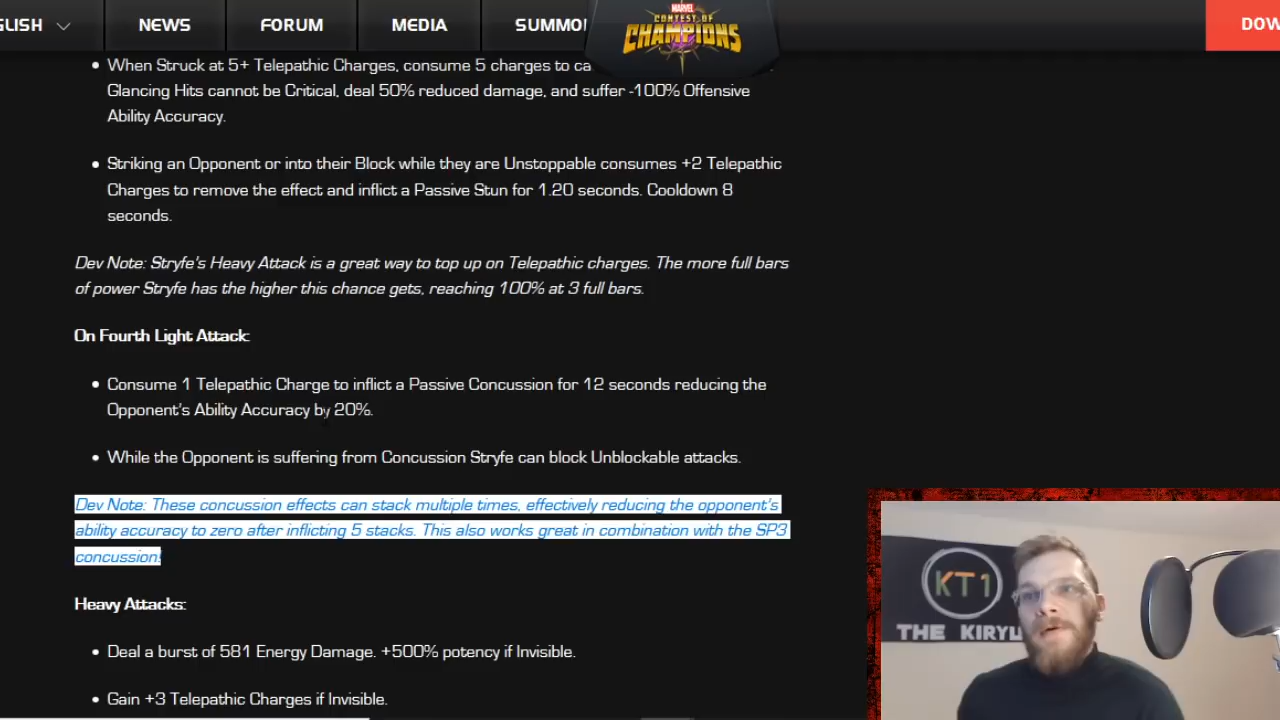 GLISH NEWS FORUM MEDIA SUMMO MARVEL DOW
CONTEST OF
CHAMPIONS
When Struck at 5+ Telepathic Charges, consume 5 charges to ca
Glancing Hits cannot be Critical, deal 50% reduced damage, and suffer -100% Offensive
Ability Accuracy.
Striking an Opponent or into their Block while they are Unstoppable consumes +2 Telepathic
Charges to remove the effect and inflict a Passive Stun for 1.20 seconds. Cooldown 8
seconds.
Dev Note: Stryfe's Heavy Attack is a great way to top up on Telepathic charges. The more full bars
of power Stryfe has the higher this chance gets, reaching 100% at 3 full bars.
On Fourth Light Attack:
Consume 1 Telepathic Charge to inflict a Passive Concussion for 12 seconds reducing the
Opponent's Ability Accuracy by 20%.
While the Opponent is suffering from Concussion Stryfe can block Unblockable attacks.
Dev Note: These concussion effects can stack multiple times, effectively reducing the opponent's
ability accuracy to zero after inflicting 5 stacks. This also works great in combination with the SP3
concussion!
Heavy Attacks:
Deal a burst of 581 Energy Damage. +500% potency if Invisible.
Gain +3 Telepathic Charges if Invisible.
KT1
THE KIRYU